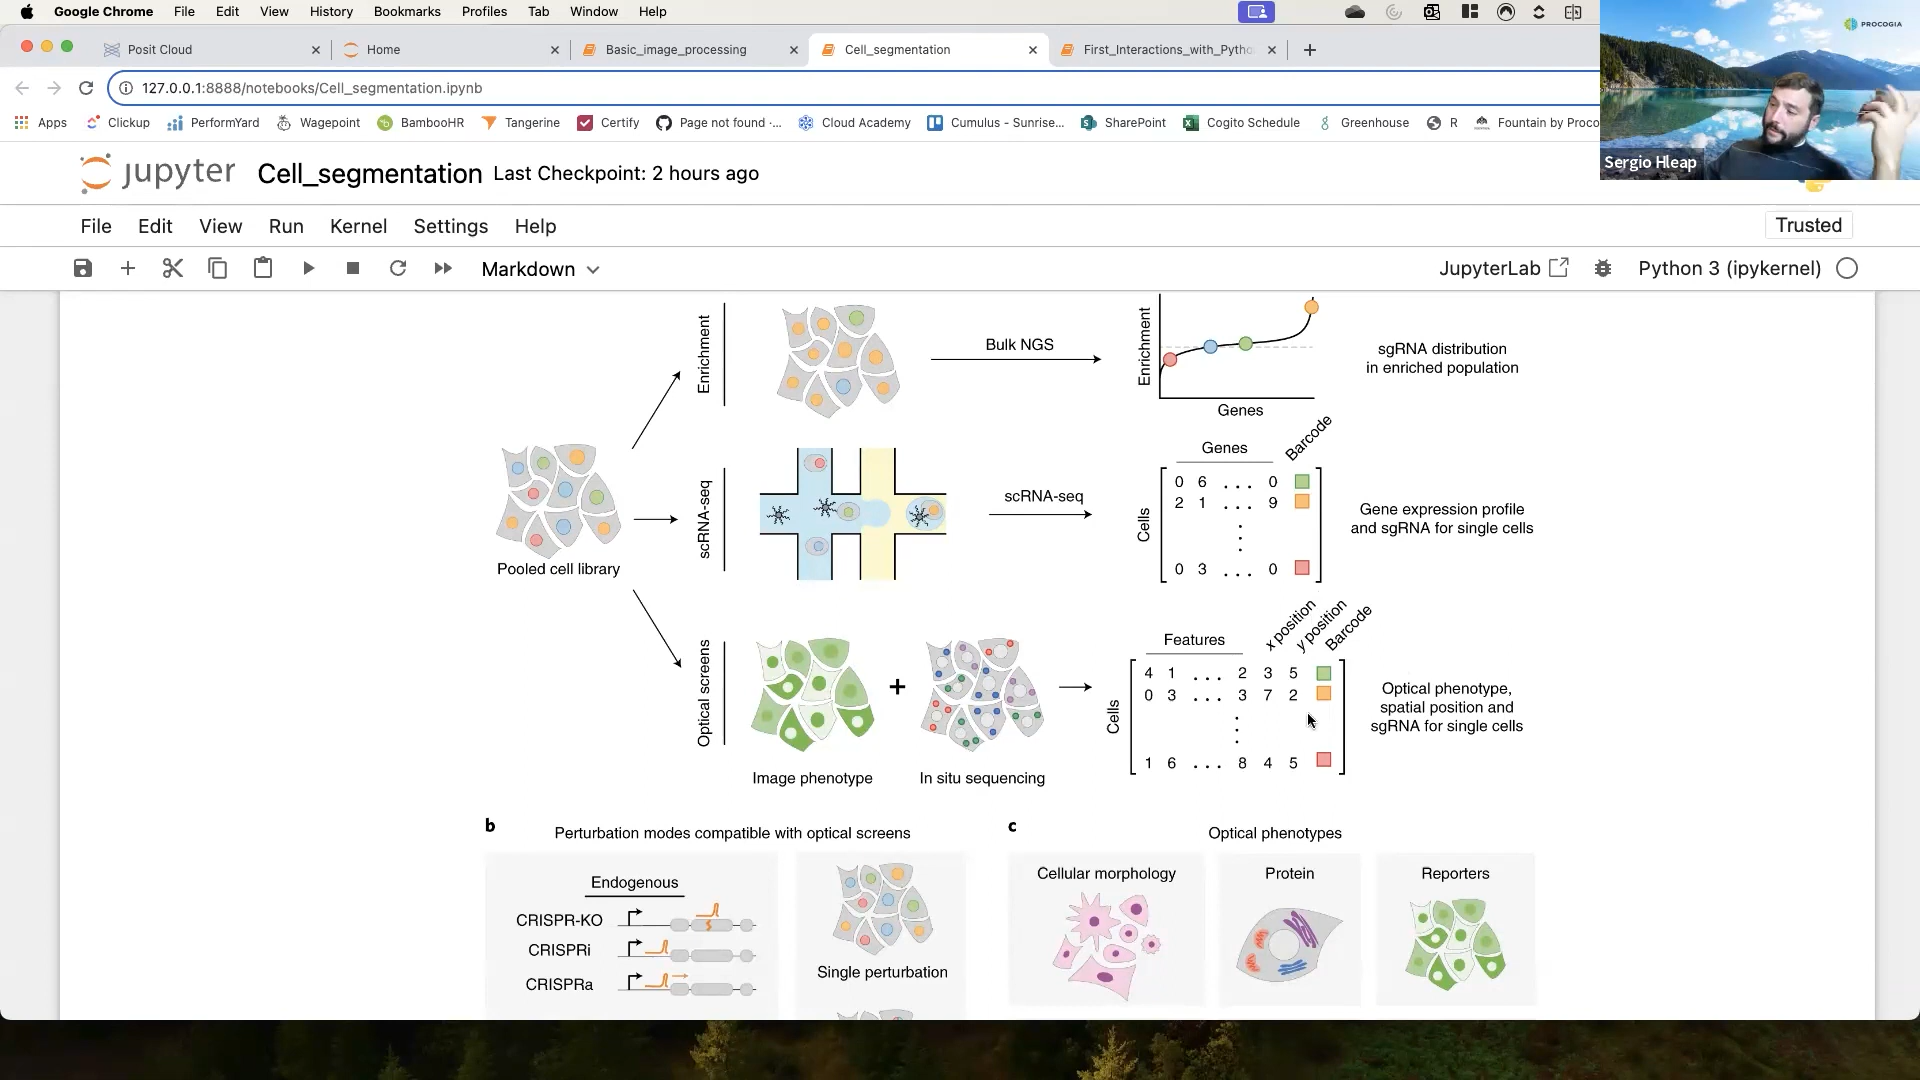 Google Chrome File Edit View History Bookmarks Profiles Tab Window Help
PROCOGIA
Posit Cloud
Home
Basic_image_processing
Cell_segmentation
First_Interactions_with_Pytho
127.0.0.1:8888/notebooks/Cell_segmentation.ipynb
Apps Clickup PerformYard Wagepoint BambooHR Tangerine Certify Page not found -... Cloud Academy Cumulus - Sunrise... SharePoint Cogito Schedule Greenhouse R Fountain by Proco
Sergio Hleap
jupyter Cell_segmentation Last Checkpoint: 2 hours ago
File Edit View Run Kernel Settings Help
Trusted
Markdown
JupyterLab
Python 3 (ipykernel)
Enrichment
Bulk NGS
Enrichment
Genes
sgRNA distribution
in enriched population
Pooled cell library
scRNA-seq
scRNA-seq
Genes
Barcode
Cells
0 6 . . . 0
2 1 . . . 9
0 3 . . . 0
Gene expression profile
and sgRNA for single cells
Optical screens
Image phenotype
+
In situ sequencing
Features
x position
y position
Barcode
Cells
4 1 . . . 2 3 5
0 3 . . . 3 7 2
1 6 . . . 8 4 5
Optical phenotype,
spatial position and
sgRNA for single cells
b
Perturbation modes compatible with optical screens
Endogenous
CRISPR-KO
CRISPRi
CRISPRa
Single perturbation
c
Optical phenotypes
Cellular morphology
Protein
Reporters